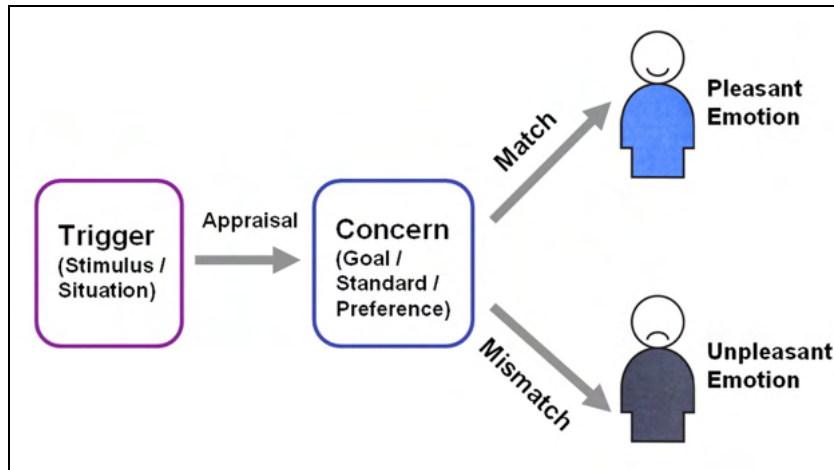 Trigger
(Stimulus /
Situation)
Appraisal
Concern
(Goal /
Standard /
Preference)
Match
Pleasant
Emotion
Mismatch
Unpleasant
Emotion